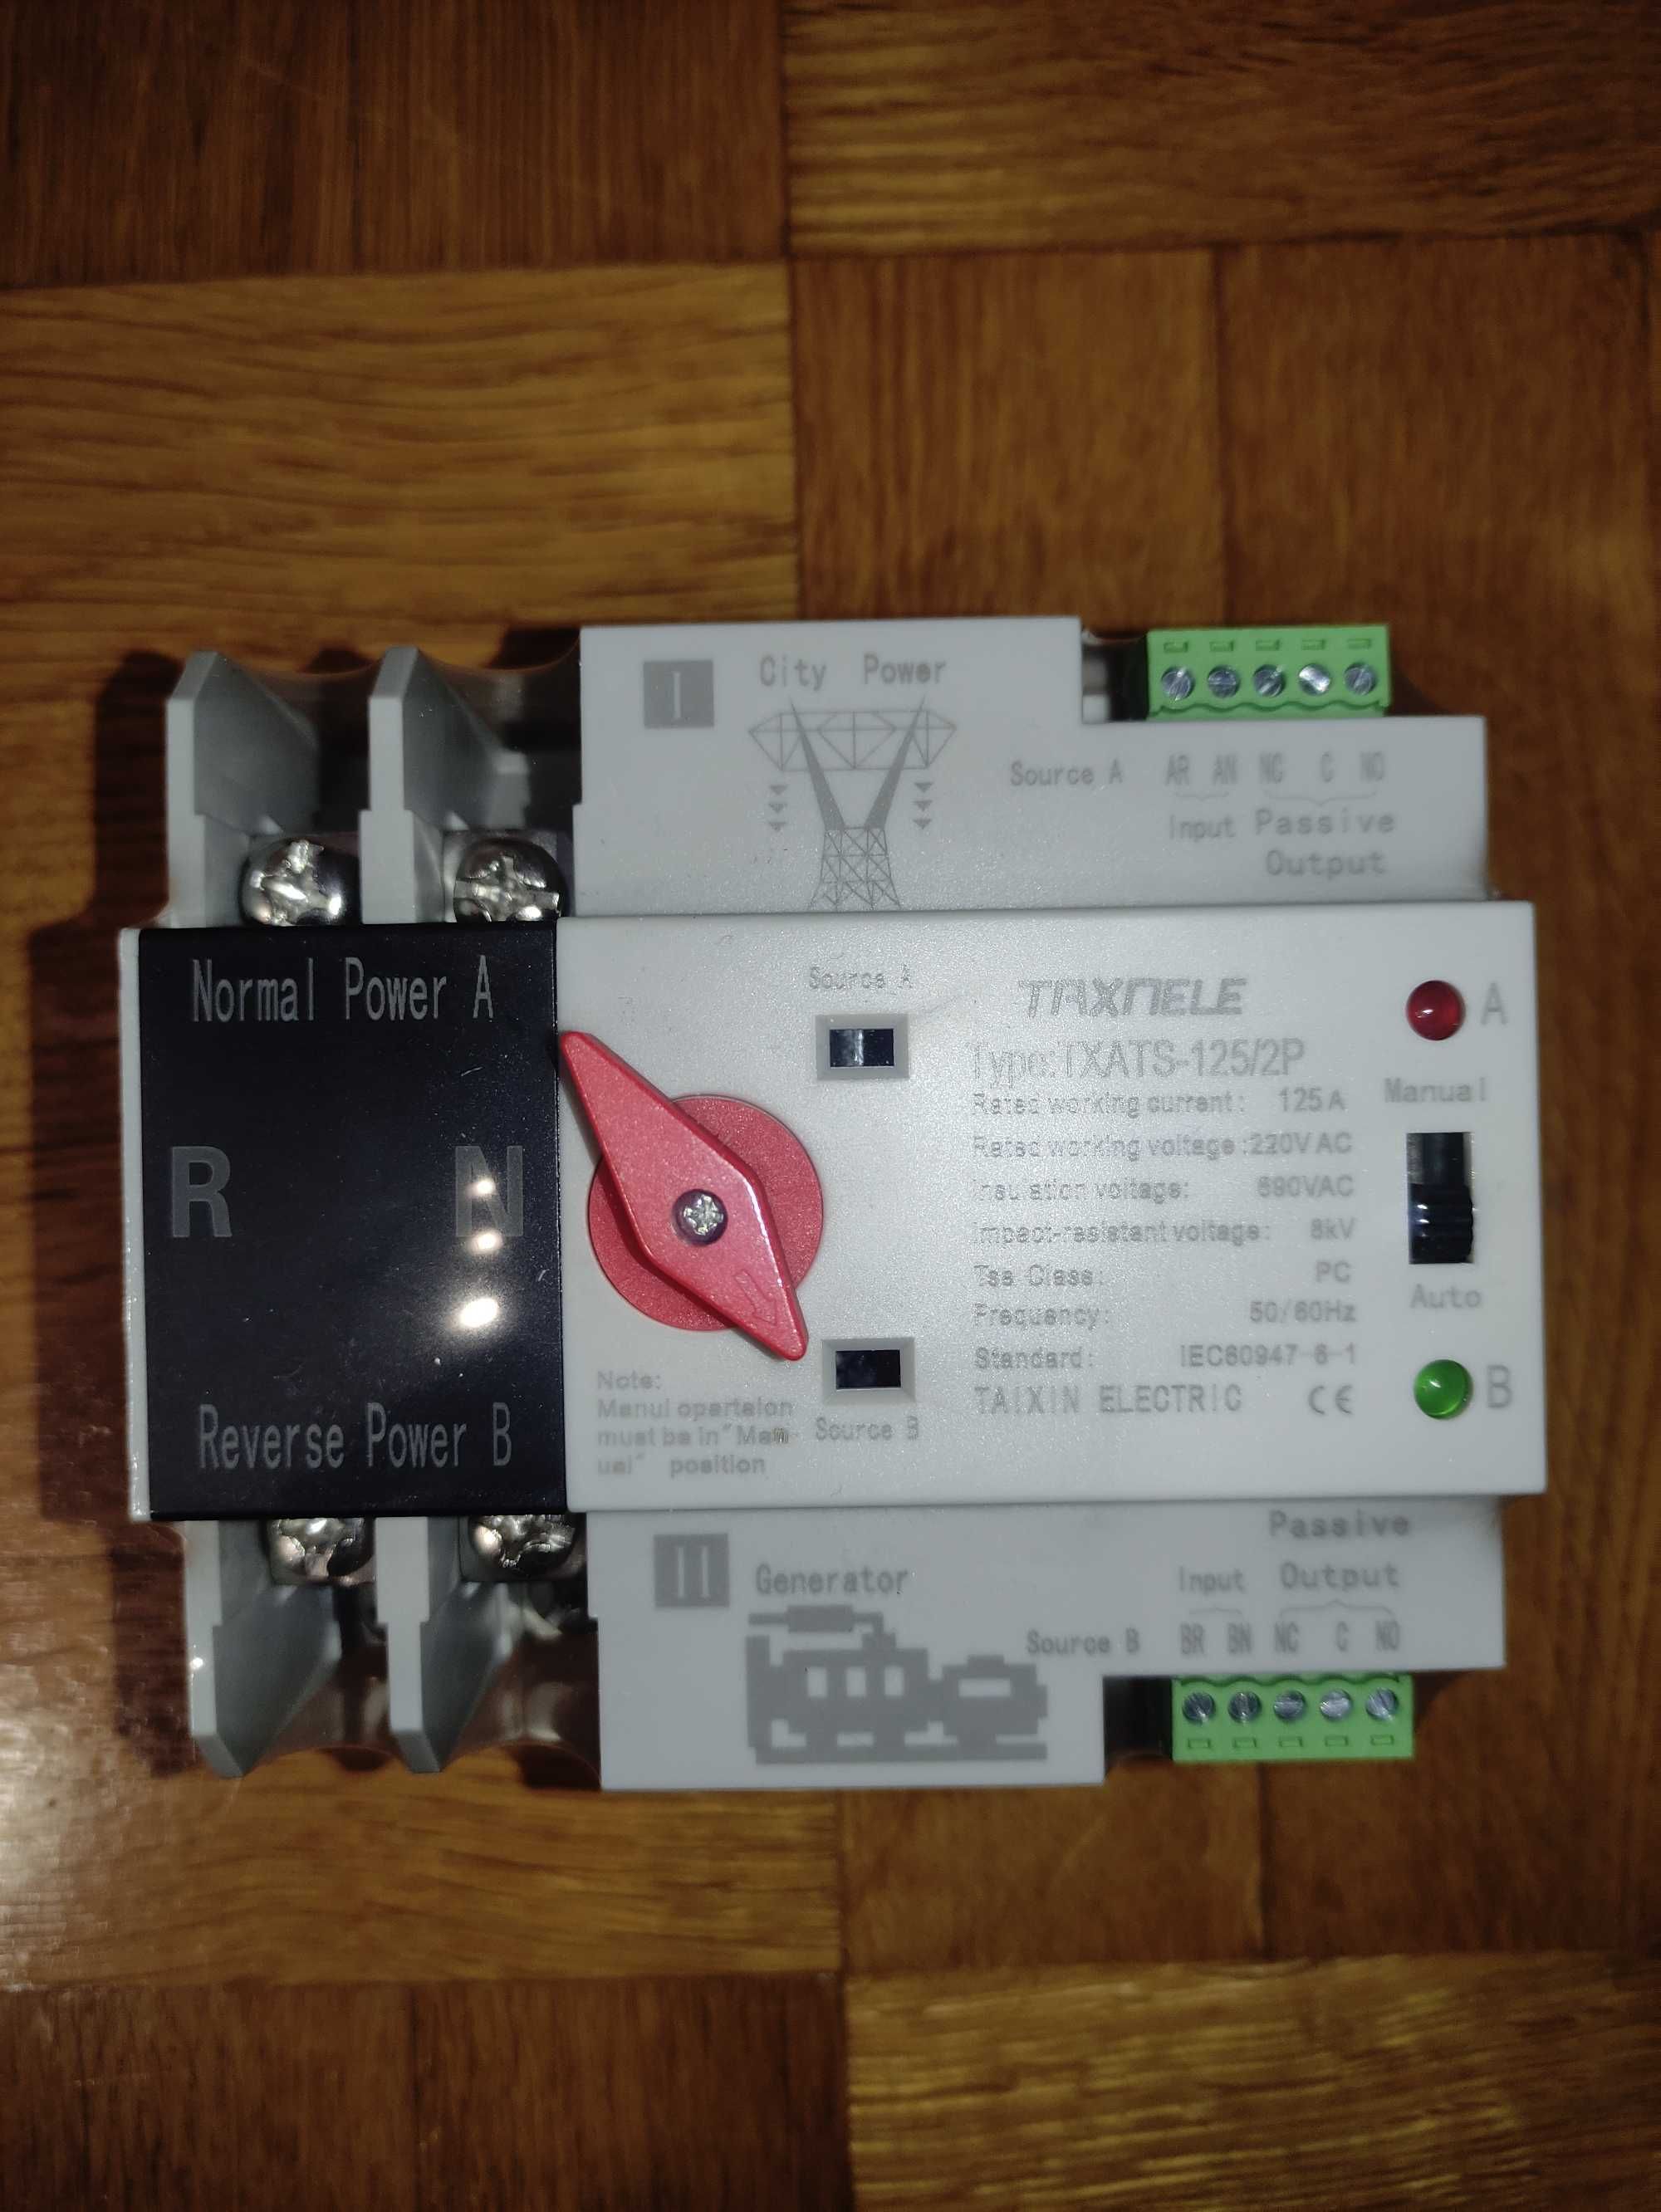 I City Power
Source A AR AN NC C NO
Input Passive
Output
Normal Power A
R N
Reverse Power B
Source A
Source B
Note:
Manul opertaion
must be in "Man-
ual" position
TAXNELE
Type:TXATS-125/2P
Rated working current: 125A
Rated working voltage:220VAC
Insulation voltage: 690VAC
Impact-resistant voltage: 8kV
Tse Class: PC
Frequency: 50/60Hz
Standard: IEC60947-6-1
TAIXIN ELECTRIC CE
A
Manual
Auto
B
II Generator
Passive
Input Output
Source B BR BN NC C NO